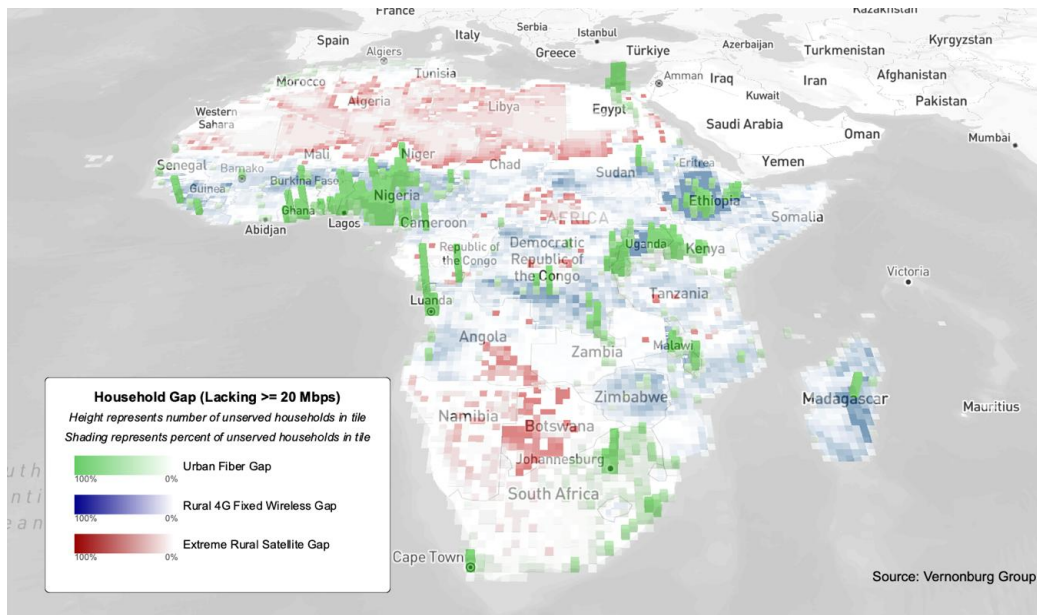 France
Kazakhstan
Spain
Italy
Serbia
Istanbul
Greece
Türkiye
Azerbaijan
Turkmenistan
Kyrgyzstan
Algiers
Tunisia
Morocco
Amman
Iraq
Iran
Afghanistan
Algeria
Libya
Egypt
Kuwait
Pakistan
Western
Sahara
Saudi Arabia
Oman
Mumbai
Mali
Niger
Chad
Sudan
Eritrea
Yemen
Senegal
Bamako
Burkina Faso
Guinea
Nigeria
Ethiopia
Ghana
Abidjan
Lagos
Cameroon
AFRICA
Somalia
Republic of
the Congo
Democratic
Republic of
the Congo
Uganda
Kenya
Victoria
Luanda
Tanzania
Angola
Zambia
Malawi
Zimbabwe
Madagascar
Mauritius
Namibia
Botswana
Johannesburg
South Africa
Cape Town
Household Gap (Lacking >= 20 Mbps)
Height represents number of unserved households in tile
Shading represents percent of unserved households in tile
Urban Fiber Gap
100% 0%
Rural 4G Fixed Wireless Gap
100% 0%
Extreme Rural Satellite Gap
100% 0%
Source: Vernonburg Group